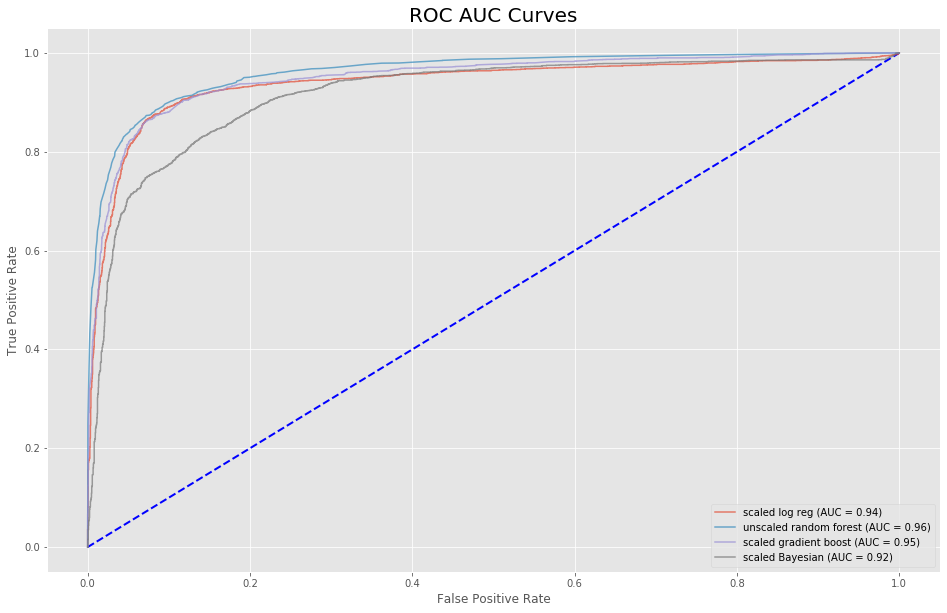 ROC AUC Curves
1.0
0.8
0.6
0.4
0.2
0.0
True Positive Rate
0.0 0.2 0.4 0.6 0.8 1.0
False Positive Rate
scaled log reg (AUC = 0.94)
unscaled random forest (AUC = 0.96)
scaled gradient boost (AUC = 0.95)
scaled Bayesian (AUC = 0.92)